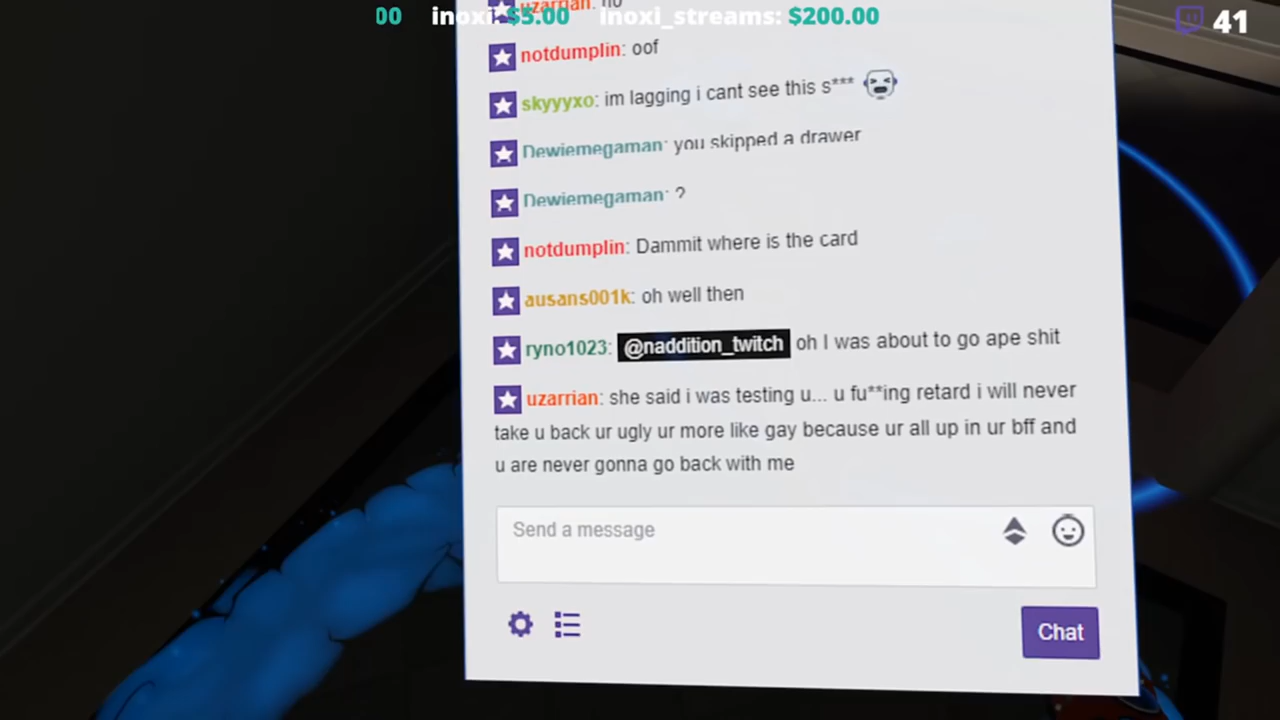 00 inoxi: $5.00 inoxi_streams: $200.00 41
uzarrian: no
notdumplin: oof
skyyyxo: im lagging i cant see this s***
Dewiemegaman: you skipped a drawer
Dewiemegaman: ?
notdumplin: Dammit where is the card
ausans001k: oh well then
ryno1023: @naddition_twitch oh I was about to go ape shit
uzarrian: she said i was testing u... u fu**ing retard i will never
take u back ur ugly ur more like gay because ur all up in ur bff and
u are never gonna go back with me
Send a message
Chat